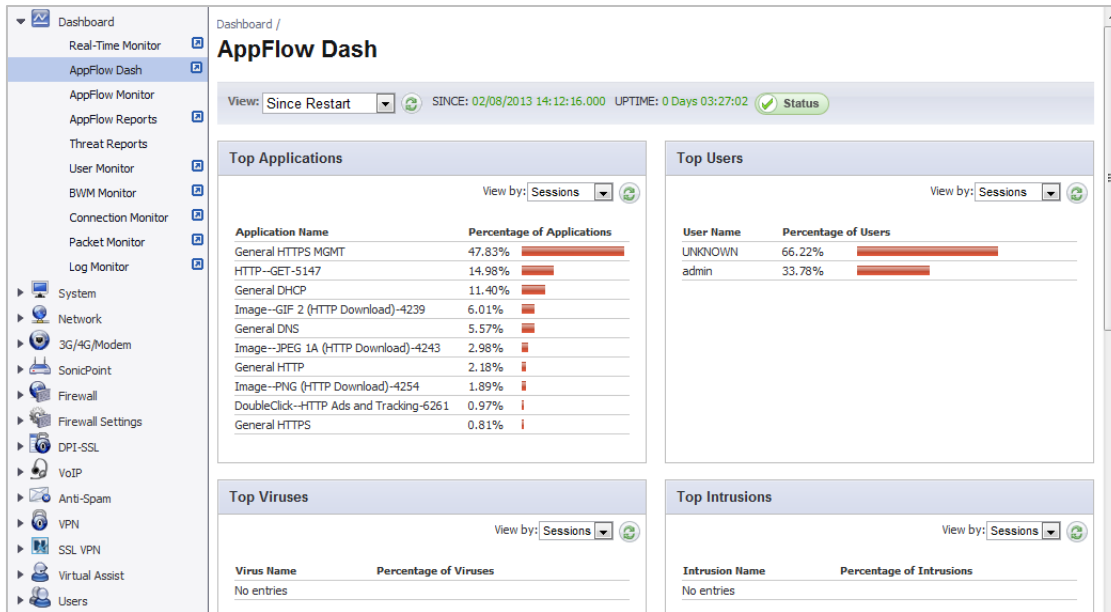 Dashboard
Real-Time Monitor
AppFlow Dash
AppFlow Monitor
AppFlow Reports
Threat Reports
User Monitor
BWM Monitor
Connection Monitor
Packet Monitor
Log Monitor
System
Network
3G/4G/Modem
SonicPoint
Firewall
Firewall Settings
DPI-SSL
VoIP
Anti-Spam
VPN
SSL VPN
Virtual Assist
Users
Dashboard /
AppFlow Dash
View: Since Restart SINCE: 02/08/2013 14:12:16.000 UPTIME: 0 Days 03:27:02 Status
Top Applications
View by: Sessions
Application Name Percentage of Applications
General HTTPS MGMT 47.83%
HTTP--GET-5147 14.98%
General DHCP 11.40%
Image--GIF 2 (HTTP Download)-4239 6.01%
General DNS 5.57%
Image--JPEG 1A (HTTP Download)-4243 2.98%
General HTTP 2.18%
Image--PNG (HTTP Download)-4254 1.89%
DoubleClick--HTTP Ads and Tracking-6261 0.97%
General HTTPS 0.81%
Top Users
View by: Sessions
User Name Percentage of Users
UNKNOWN 66.22%
admin 33.78%
Top Viruses
View by: Sessions
Virus Name Percentage of Viruses
No entries
Top Intrusions
View by: Sessions
Intrusion Name Percentage of Intrusions
No entries